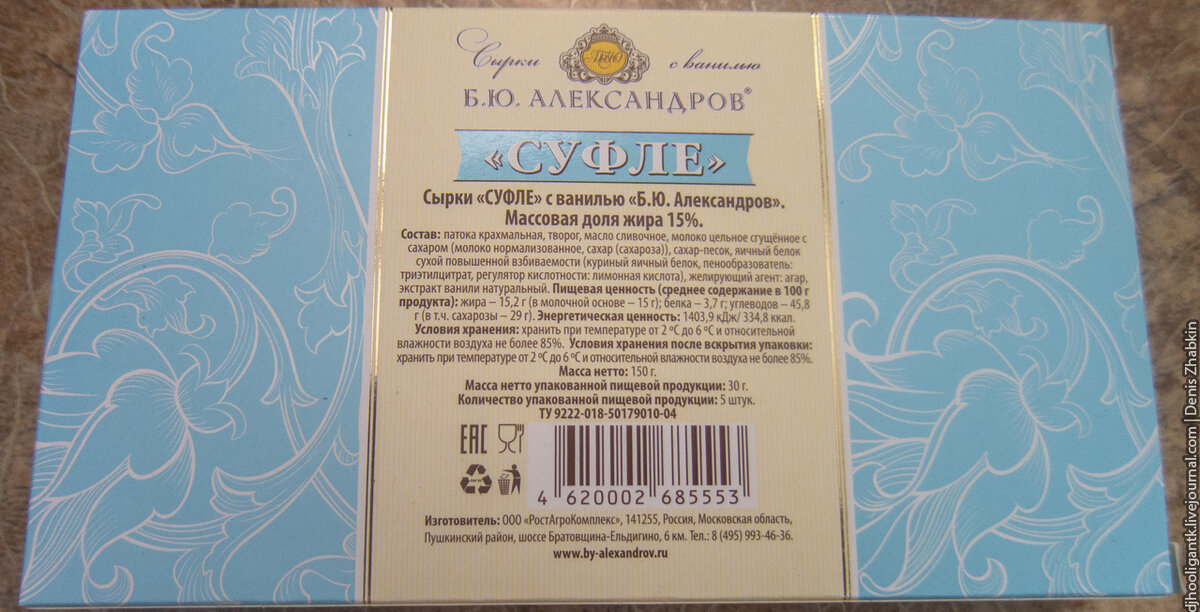 Сырки с ванилью
Б.Ю. АЛЕКСАНДРОВ®
«СУФЛЕ»
Сырки «СУФЛЕ» с ванилью «Б.Ю. Александров».
Массовая доля жира 15%.
Состав: патока крахмальная, творог, масло сливочное, молоко цельное сгущённое с
сахаром (молоко нормализованное, сахар (сахароза)), сахар-песок, яичный белок
сухой повышенной взбиваемости (куриный яичный белок, пенообразователь:
триэтилцитрат, регулятор кислотности: лимонная кислота), желирующий агент: агар,
экстракт ванили натуральный. Пищевая ценность (среднее содержание в 100 г
продукта): жира – 15,2 г (в молочной основе – 15 г); белка – 3,7 г; углеводов – 45,8
г (в т.ч. сахарозы – 29 г). Энергетическая ценность: 1403,9 кДж/ 334,8 ккал.
Условия хранения: хранить при температуре от 2 ºС до 6 ºС и относительной
влажности воздуха не более 85%. Условия хранения после вскрытия упаковки:
хранить при температуре от 2 ºС до 6 ºС и относительной влажности воздуха не более 85%.
Масса нетто: 150 г.
Масса нетто упакованной пищевой продукции: 30 г.
Количество упакованной пищевой продукции: 5 штук.
ТУ 9222-018-50179010-04
EAC
4 620002 685553
Изготовитель: ООО «РостАгроКомплекс», 141255, Россия, Московская область,
Пушкинский район, шоссе Братовщина-Ельдигино, 6 км. Тел.: 8 (495) 993-46-36.
www.by-alexandrov.ru
djhooligantk.livejournal.com | Denis Zhabkin